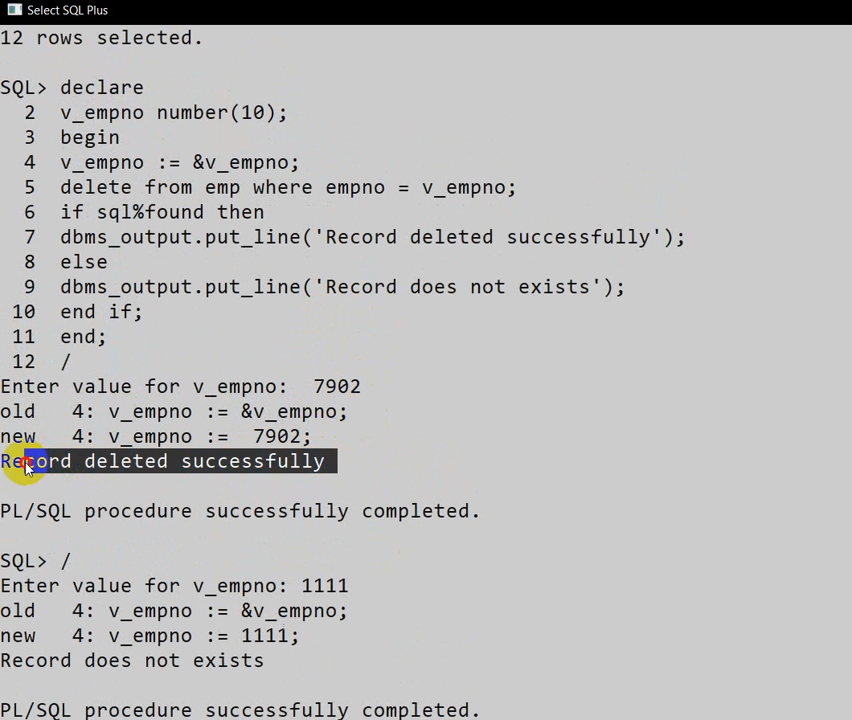 Select SQL Plus
12 rows selected.
SQL> declare
2 v_empno number(10);
3 begin
4 v_empno := &v_empno;
5 delete from emp where empno = v_empno;
6 if sql%found then
7 dbms_output.put_line('Record deleted successfully');
8 else
9 dbms_output.put_line('Record does not exists');
10 end if;
11 end;
12 /
Enter value for v_empno:  7902
old   4: v_empno := &v_empno;
new   4: v_empno :=  7902;
Record deleted successfully
PL/SQL procedure successfully completed.
SQL> /
Enter value for v_empno: 1111
old   4: v_empno := &v_empno;
new   4: v_empno := 1111;
Record does not exists
PL/SQL procedure successfully completed.